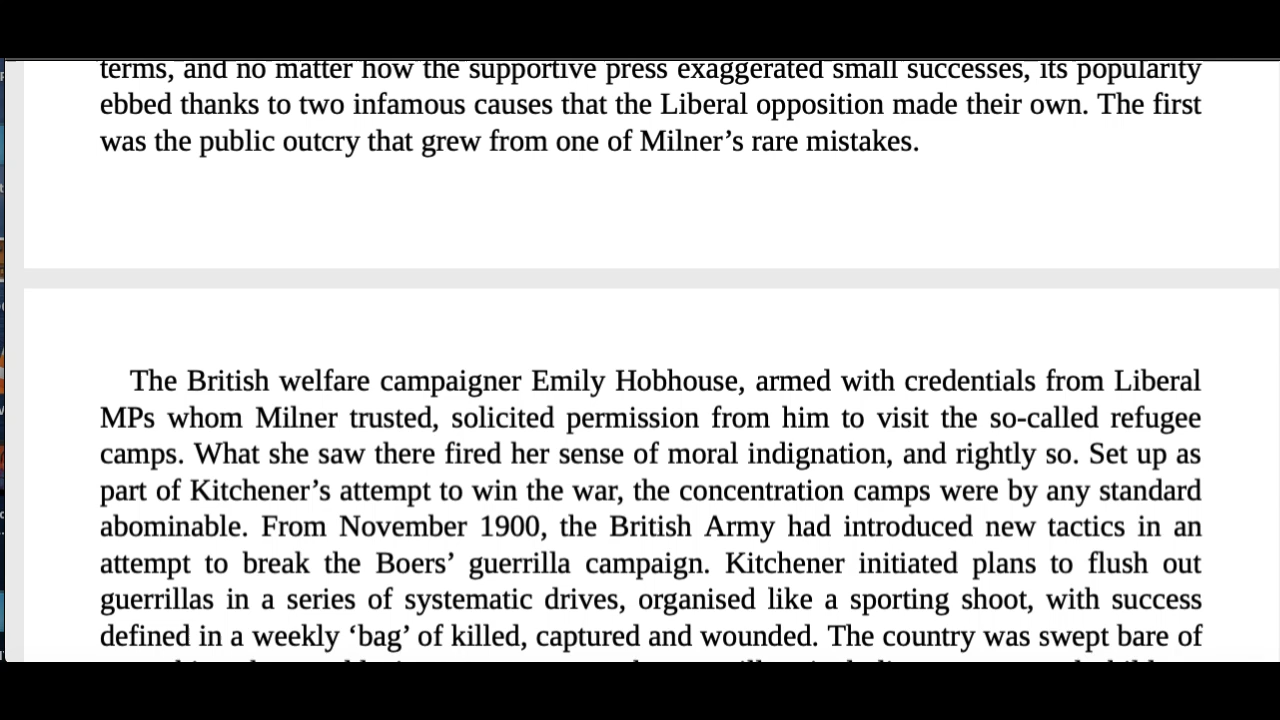 terms, and no matter how the supportive press exaggerated small successes, its popularity
ebbed thanks to two infamous causes that the Liberal opposition made their own. The first
was the public outcry that grew from one of Milner’s rare mistakes.
The British welfare campaigner Emily Hobhouse, armed with credentials from Liberal
MPs whom Milner trusted, solicited permission from him to visit the so-called refugee
camps. What she saw there fired her sense of moral indignation, and rightly so. Set up as
part of Kitchener’s attempt to win the war, the concentration camps were by any standard
abominable. From November 1900, the British Army had introduced new tactics in an
attempt to break the Boers’ guerrilla campaign. Kitchener initiated plans to flush out
guerrillas in a series of systematic drives, organised like a sporting shoot, with success
defined in a weekly ‘bag’ of killed, captured and wounded. The country was swept bare of